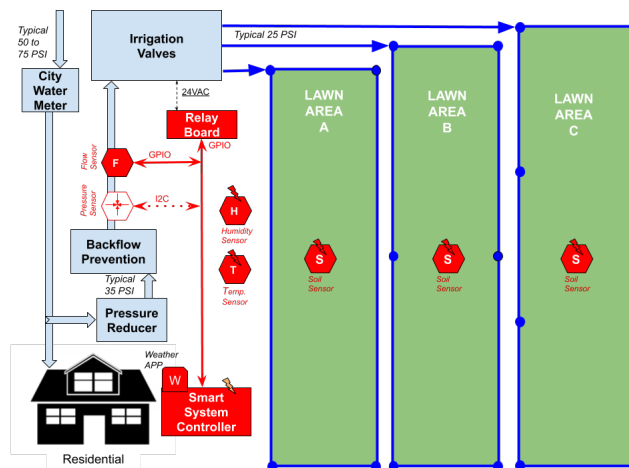 Typical
50 to
75 PSI
City
Water
Meter
Irrigation
Valves
Typical 25 PSI
24VAC
Relay
Board
GPIO
Flow
Sensor
F
GPIO
Pressure
Sensor
I2C
H
Humidity
Sensor
Backflow
Prevention
T
Temp.
Sensor
Typical
35 PSI
Pressure
Reducer
Weather
APP
W
Smart
System
Controller
Residential
LAWN
AREA
A
S
Soil
Sensor
LAWN
AREA
B
S
Soil
Sensor
LAWN
AREA
C
S
Soil
Sensor